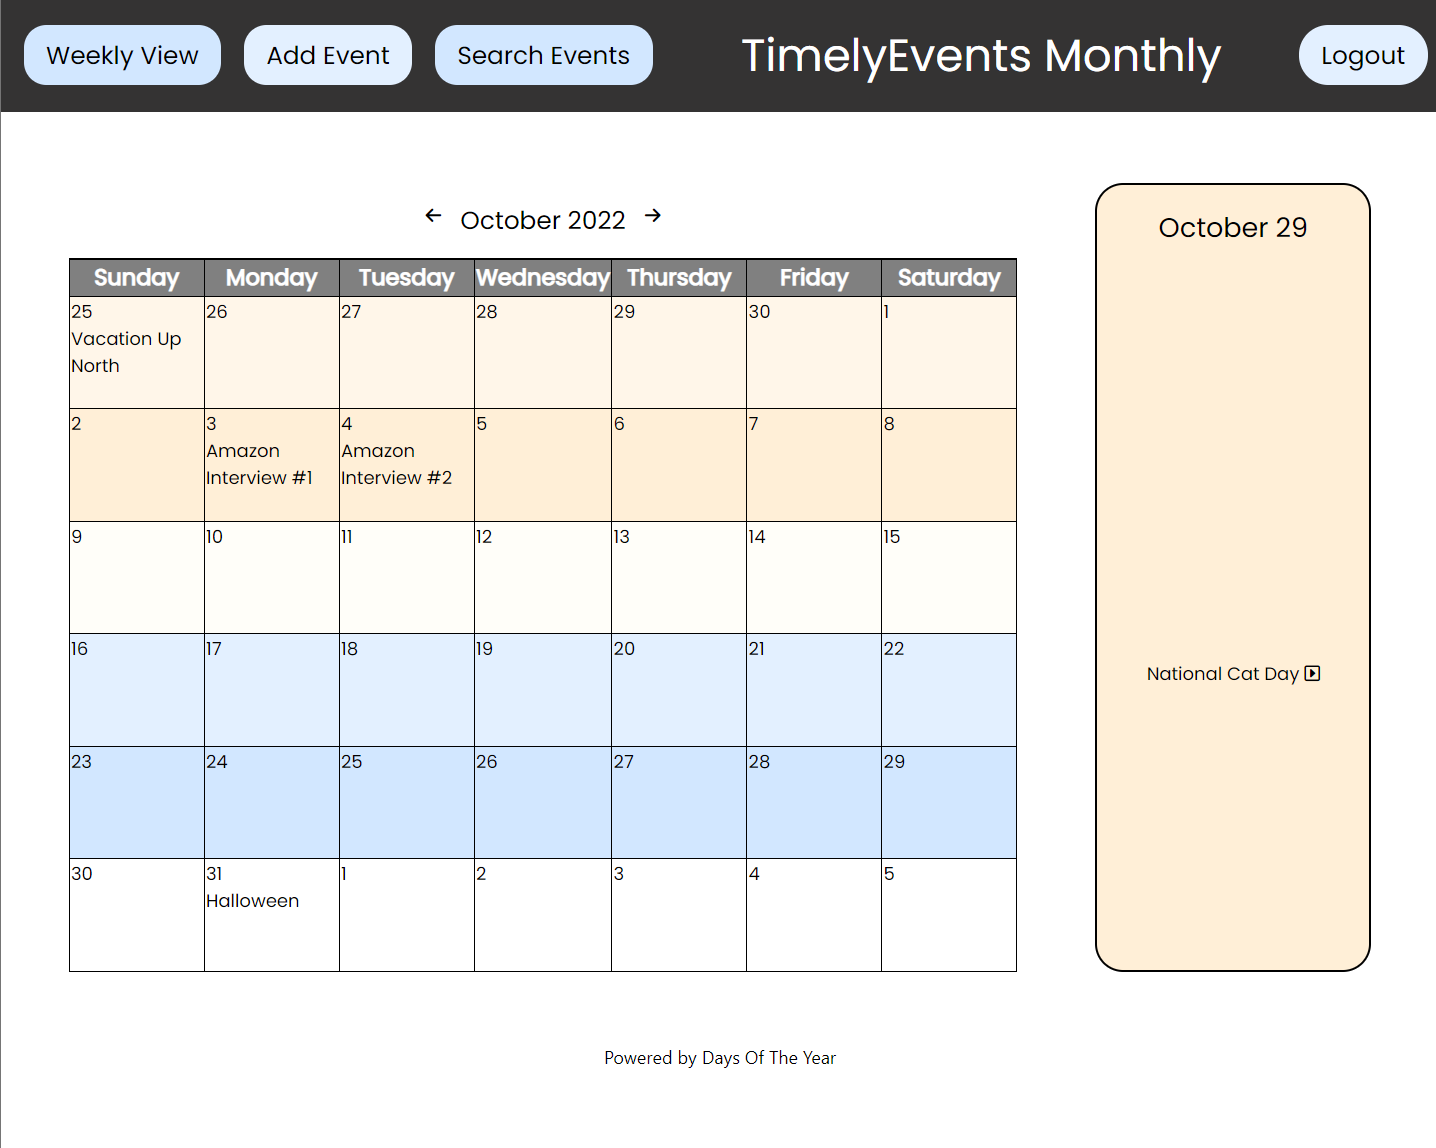 Weekly View
Add Event
Search Events
TimelyEvents Monthly
Logout
October 2022
Sunday Monday Tuesday Wednesday Thursday Friday Saturday
25 26 27 28 29 30 1
Vacation Up
North
2 3 4 5 6 7 8
Amazon Amazon
Interview #1 Interview #2
9 10 11 12 13 14 15
16 17 18 19 20 21 22
23 24 25 26 27 28 29
30 31 1 2 3 4 5
Halloween
October 29
National Cat Day
Powered by Days Of The Year